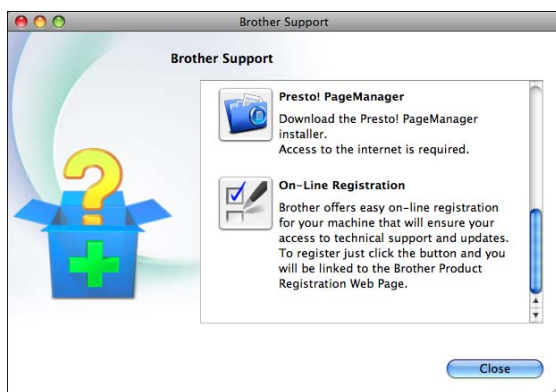 Brother Support
Brother Support
Presto! PageManager
Download the Presto! PageManager
installer.
Access to the internet is required.
On-Line Registration
Brother offers easy on-line registration
for your machine that will ensure your
access to technical support and updates.
To register just click the button and you
will be linked to the Brother Product
Registration Web Page.
Close